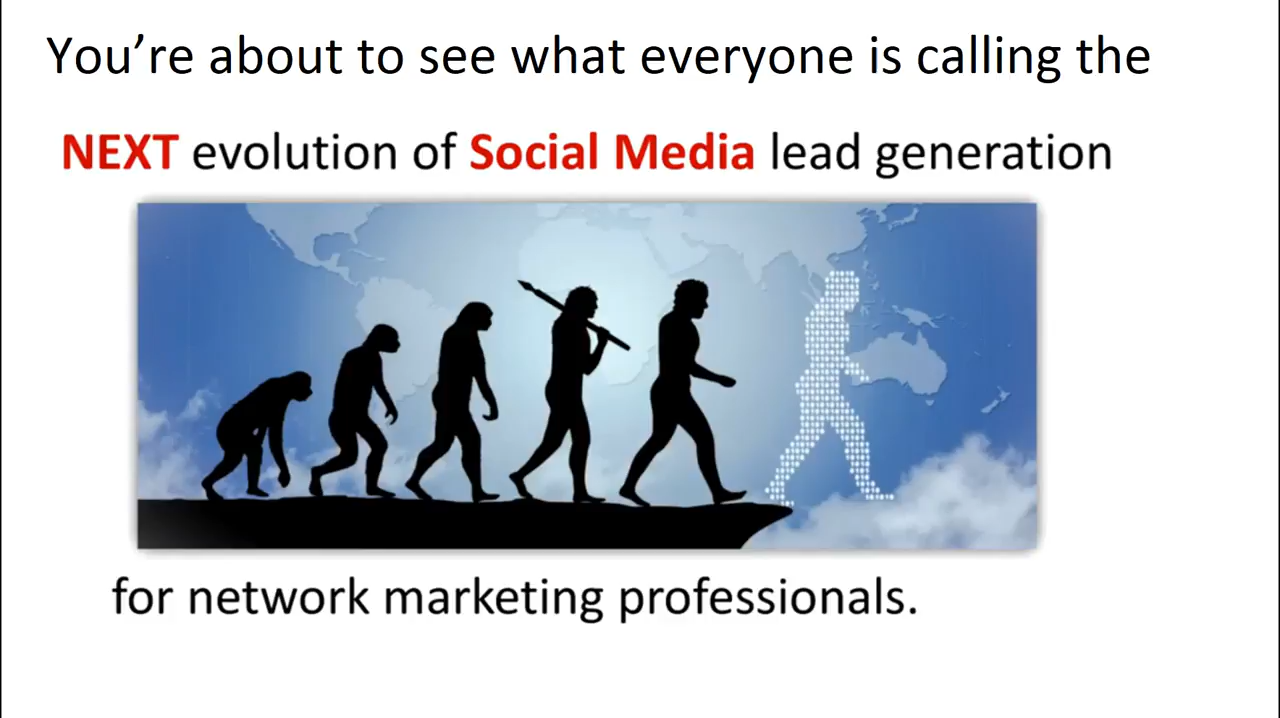 You’re about to see what everyone is calling the
NEXT evolution of Social Media lead generation
for network marketing professionals.